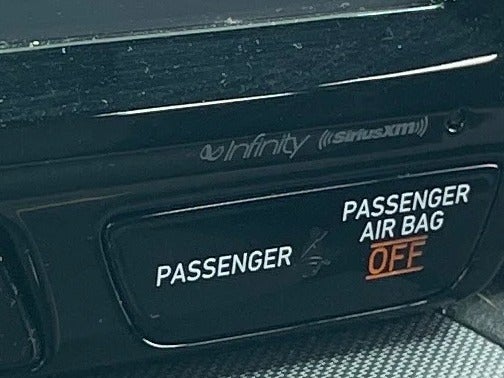 Infinity ((SiriusXM))
PASSENGER
PASSENGER
AIR BAG
OFF